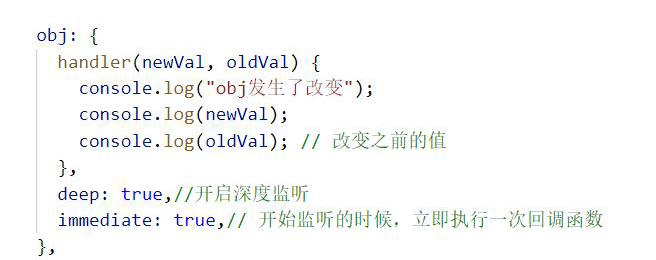 obj: {
handler(newVal, oldVal) {
console.log("obj发生了改变");
console.log(newVal);
console.log(oldVal); // 改变之前的值
},
deep: true,//开启深度监听
immediate: true,// 开始监听的时候，立即执行一次回调函数
},